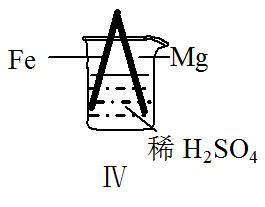 Fe Mg
稀 H₂SO₄
Ⅳ